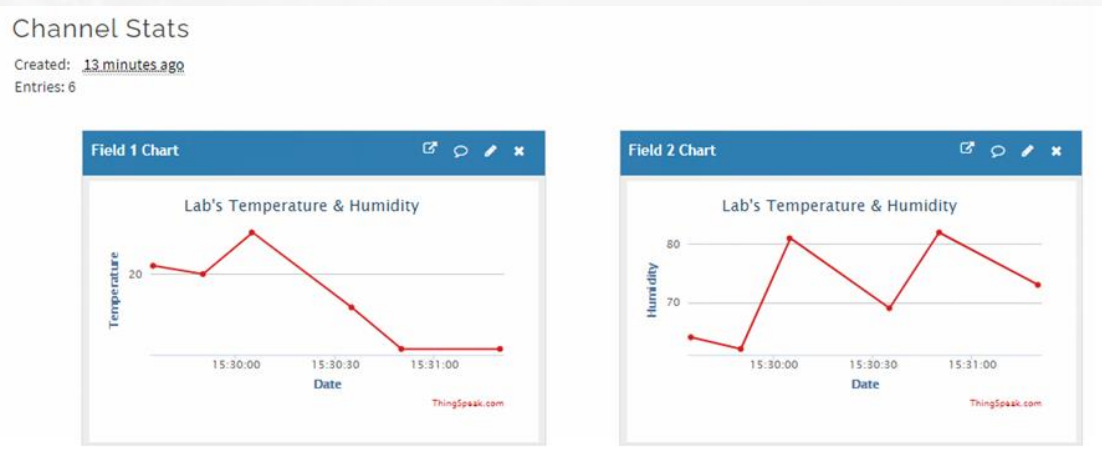 Channel Stats
Created: 13 minutes ago
Entries: 6
Field 1 Chart
Lab's Temperature & Humidity
Temperature
20
15:30:00 15:30:30 15:31:00
Date
ThingSpeak.com
Field 2 Chart
Lab's Temperature & Humidity
Humidity
80
70
15:30:00 15:30:30 15:31:00
Date
ThingSpeak.com